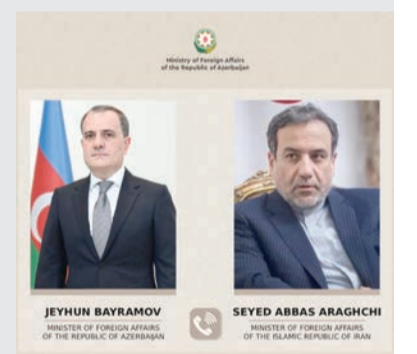 Ministry of Foreign Affairs
of the Republic of Azerbaijan
JEYHUN BAYRAMOV
MINISTER OF FOREIGN AFFAIRS
OF THE REPUBLIC OF AZERBAIJAN
SEYED ABBAS ARAGHCHI
MINISTER OF FOREIGN AFFAIRS
OF THE ISLAMIC REPUBLIC OF IRAN